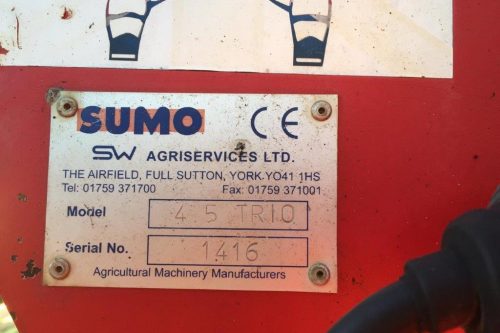 SUMO CE
SW AGRISERVICES LTD.
THE AIRFIELD, FULL SUTTON, YORK.YO41 1HS
Tel: 01759 371700 Fax: 01759 371001
Model 4.5 TRIO
Serial No. 1416
Agricultural Machinery Manufacturers